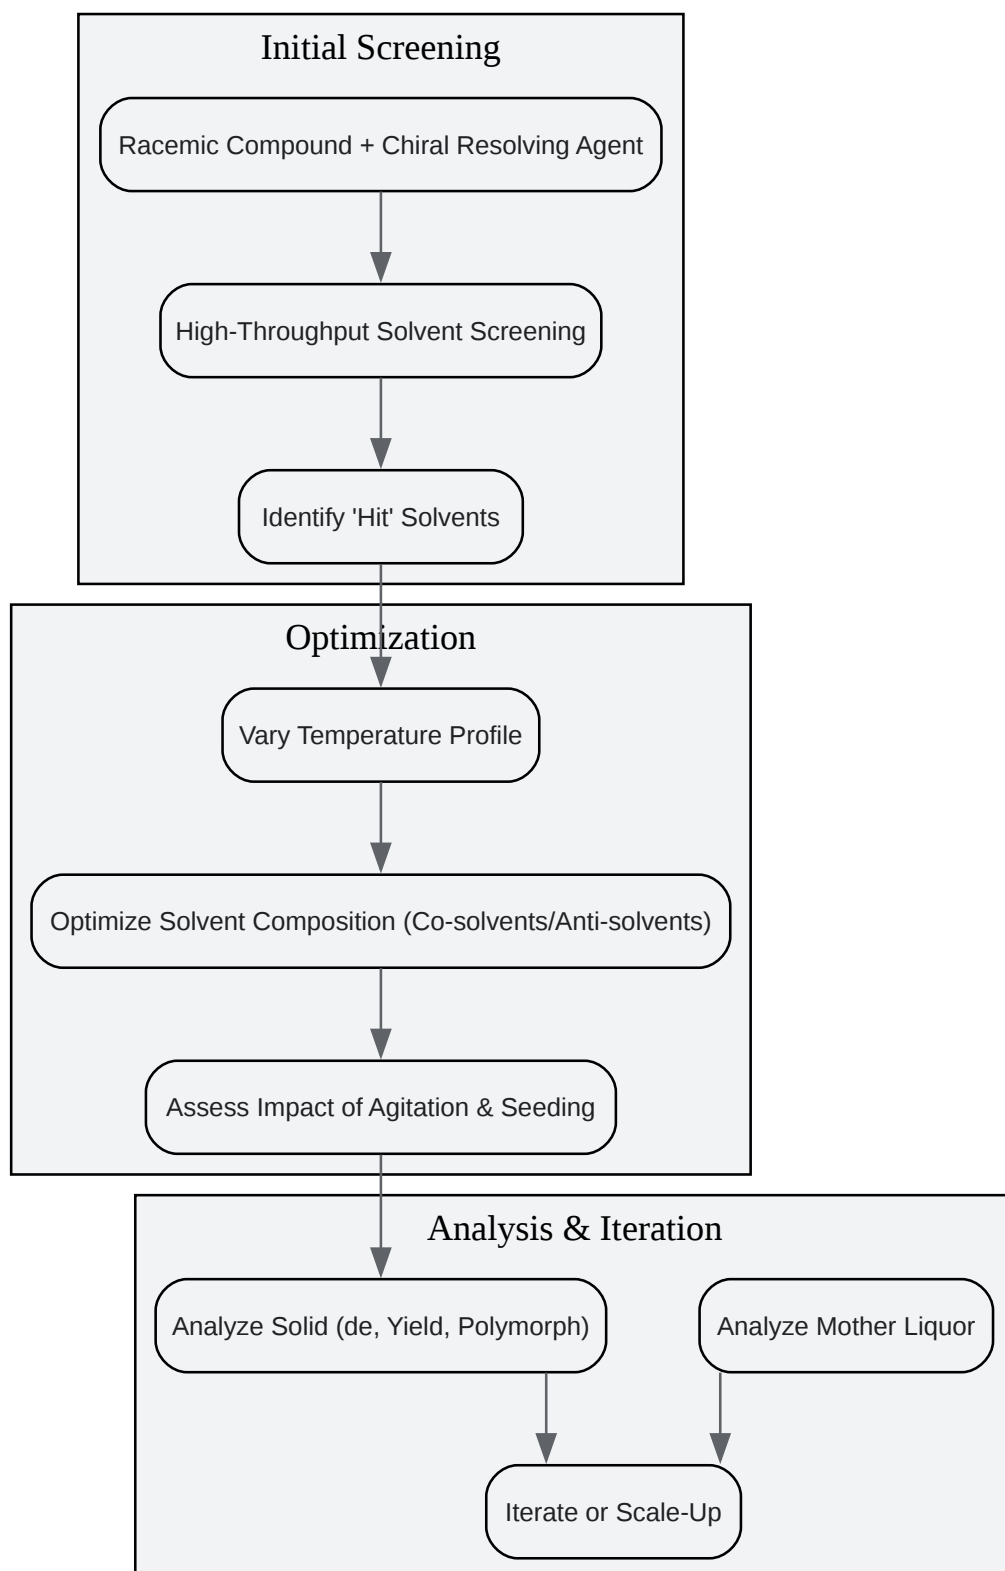 Initial Screening
Racemic Compound + Chiral Resolving Agent
High-Throughput Solvent Screening
Identify 'Hit' Solvents
Optimization
Vary Temperature Profile
Optimize Solvent Composition (Co-solvents/Anti-solvents)
Assess Impact of Agitation & Seeding
Analysis & Iteration
Analyze Solid (de, Yield, Polymorph)
Analyze Mother Liquor
Iterate or Scale-Up